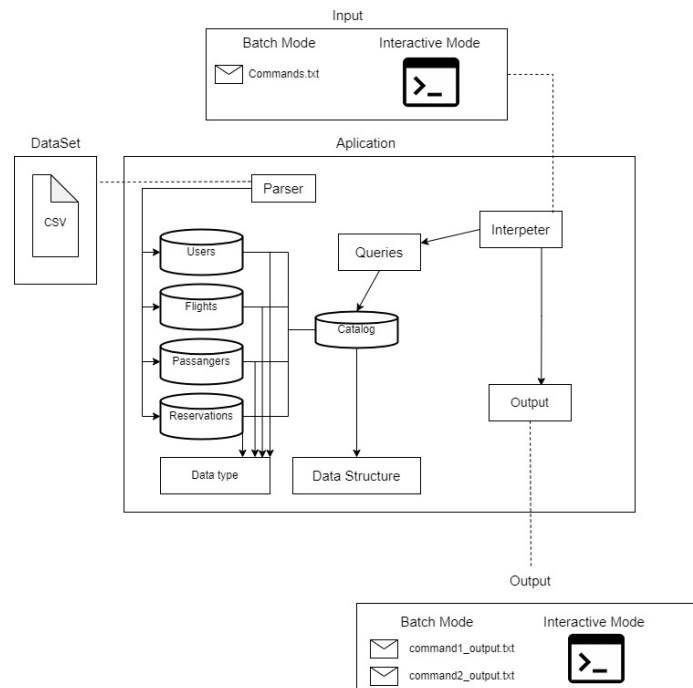 Input
Batch Mode
Interactive Mode
Commands.txt
DataSet
Aplication
CSV
Parser
Interpeter
Users
Queries
Flights
Catalog
Passangers
Reservations
Output
Data type
Data Structure
Output
Batch Mode
Interactive Mode
command1_output.txt
command2_output.txt